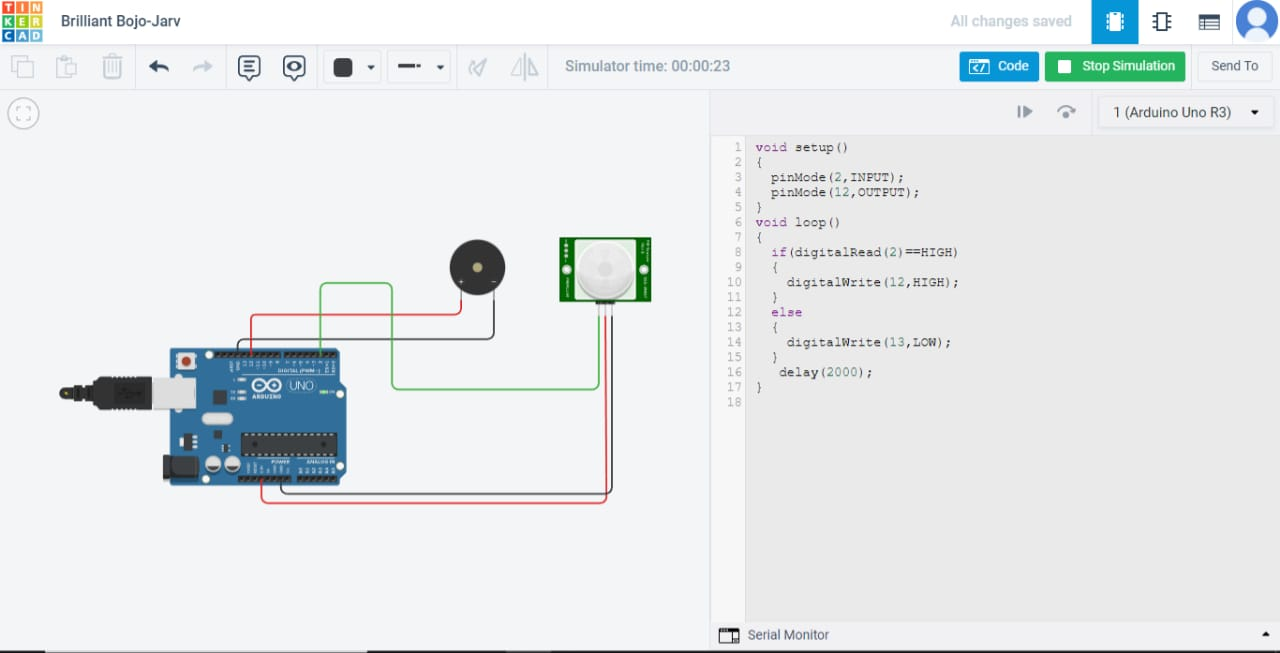 TIN
KER
CAD
Brilliant Bojo-Jarv
All changes saved
Simulator time: 00:00:23
Code
Stop Simulation
Send To
1 (Arduino Uno R3)
1 void setup()
2 {
3 pinMode(2,INPUT);
4 pinMode(12,OUTPUT);
5 }
6 void loop()
7 {
8 if(digitalRead(2)==HIGH)
9 {
10 digitalWrite(12,HIGH);
11 }
12 else
13 {
14 digitalWrite(13,LOW);
15 }
16 delay(2000);
17 }
18
DIGITAL (PWM~)
UNO
ARDUINO
POWER
ANALOG IN
Serial Monitor